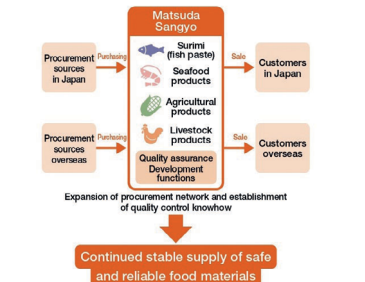 Matsuda
Sangyo
Procurement
sources
in Japan
Purchasing
Surimi
(fish paste)
Seafood
products
Agricultural
products
Livestock
products
Quality assurance
Development
functions
Sale
Customers
in Japan
Procurement
sources
overseas
Purchasing
Sale
Customers
overseas
Expansion of procurement network and establishment
of quality control knowhow
Continued stable supply of safe
and reliable food materials